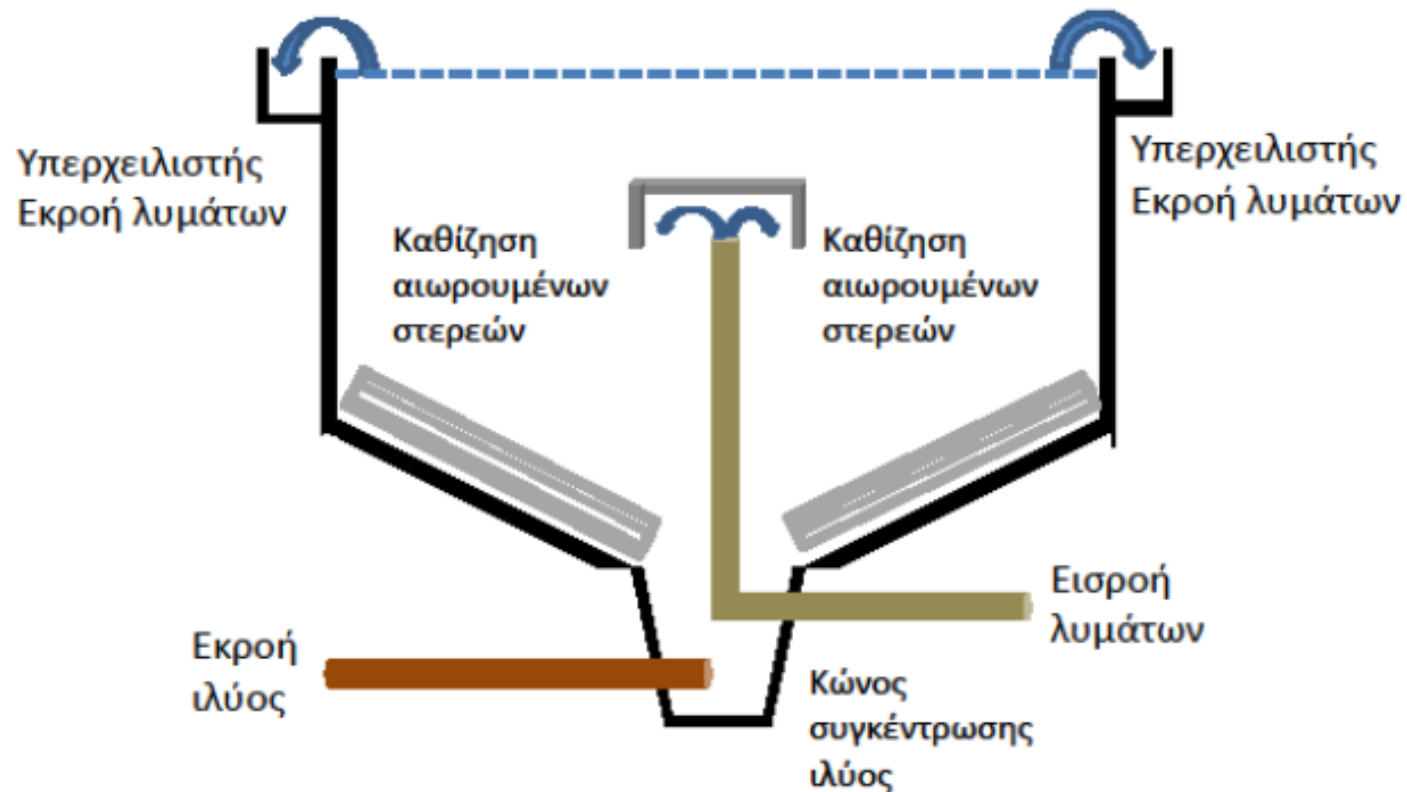 Υπερχειλιστής
Εκροή λυμάτων
Υπερχειλιστής
Εκροή λυμάτων
Καθίζηση
αιωρουμένων
στερεών
Καθίζηση
αιωρουμένων
στερεών
Εισροή
λυμάτων
Εκροή
ιλύος
Κώνος
συγκέντρωσης
ιλύος